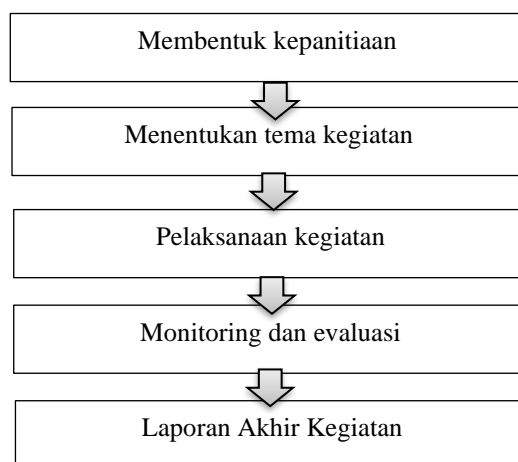 Membentuk kepanitiaan
Menentukan tema kegiatan
Pelaksanaan kegiatan
Monitoring dan evaluasi
Laporan Akhir Kegiatan